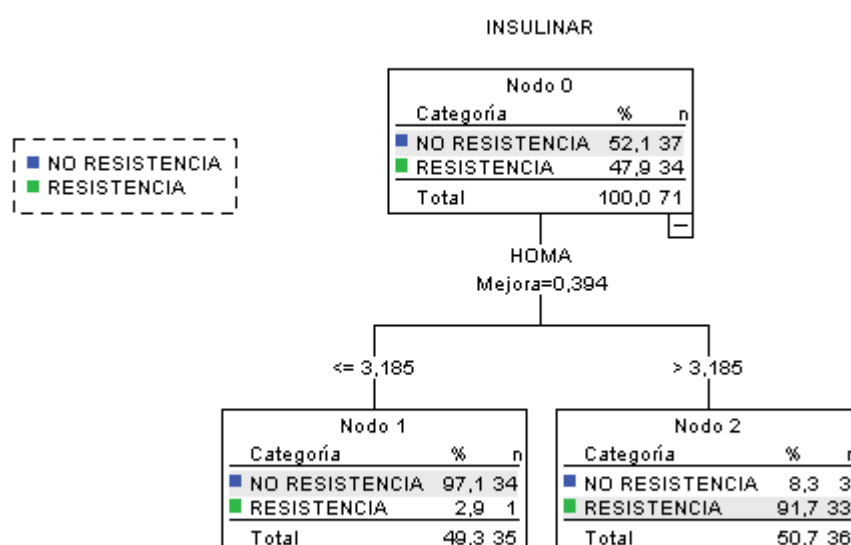 INSULINAR
Nodo 0
Categoría % n
NO RESISTENCIA 52,1 37
RESISTENCIA 47,9 34
Total 100,0 71
NO RESISTENCIA
RESISTENCIA
HOMA
Mejora=0,394
<= 3,185
> 3,185
Nodo 1
Categoría % n
NO RESISTENCIA 97,1 34
RESISTENCIA 2,9 1
Total 49,3 35
Nodo 2
Categoría % n
NO RESISTENCIA 8,3 3
RESISTENCIA 91,7 33
Total 50,7 36